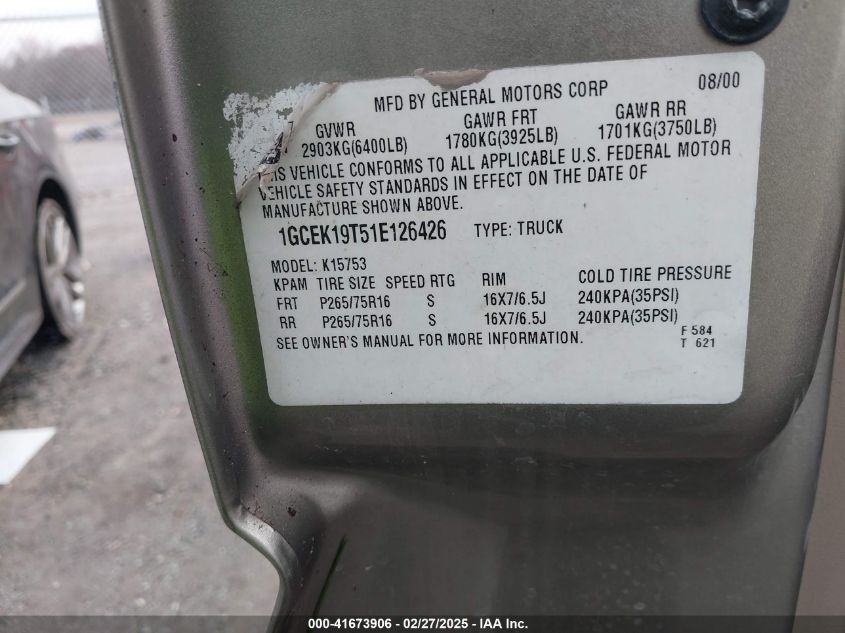 MFD BY GENERAL MOTORS CORP 08/00
GVWR GAWR FRT GAWR RR
2903KG(6400LB) 1780KG(3925LB) 1701KG(3750LB)
VEHICLE CONFORMS TO ALL APPLICABLE U.S. FEDERAL MOTOR
VEHICLE SAFETY STANDARDS IN EFFECT ON THE DATE OF
MANUFACTURE SHOWN ABOVE.
1GCEK19T51E126426 TYPE: TRUCK
MODEL: K15753
KPAM TIRE SIZE SPEED RTG RIM COLD TIRE PRESSURE
FRT P265/75R16 S 16X7/6.5J 240KPA(35PSI)
RR P265/75R16 S 16X7/6.5J 240KPA(35PSI)
SEE OWNER'S MANUAL FOR MORE INFORMATION.
F 584
T 621
000-41673906 - 02/27/2025 - IAAI Inc.